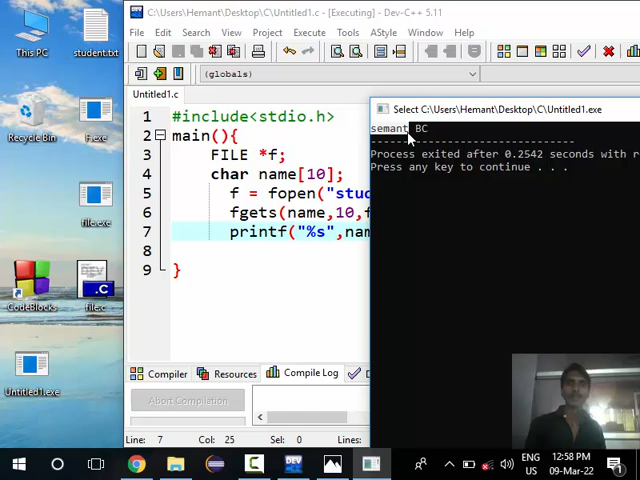 This PC
student.txt
Recycle Bin
F.exe
file.exe
CodeBlocks
file.c
Untitled1.exe
C:\Users\Hemant\Desktop\C\Untitled1.c - [Executing] - Dev-C++ 5.11
File Edit Search View Project Execute Tools AStyle Window Help
(globals)
Untitled1.c
1 #include<stdio.h>
2 main(){
3 FILE *f;
4 char name[10];
5 f = fopen("stu
6 fgets(name,10,f
7 printf("%s",nam
8
9 }
Select C:\Users\Hemant\Desktop\C\Untitled1.exe
semant BC
--------------------------------
Process exited after 0.2542 seconds with r
Press any key to continue . . .
Compiler Resources Compile Log
Abort Compilation
Line: 7 Col: 25 Sel: 0 Lines:
DEV
ENG
US
12:58 PM
09-Mar-22
1